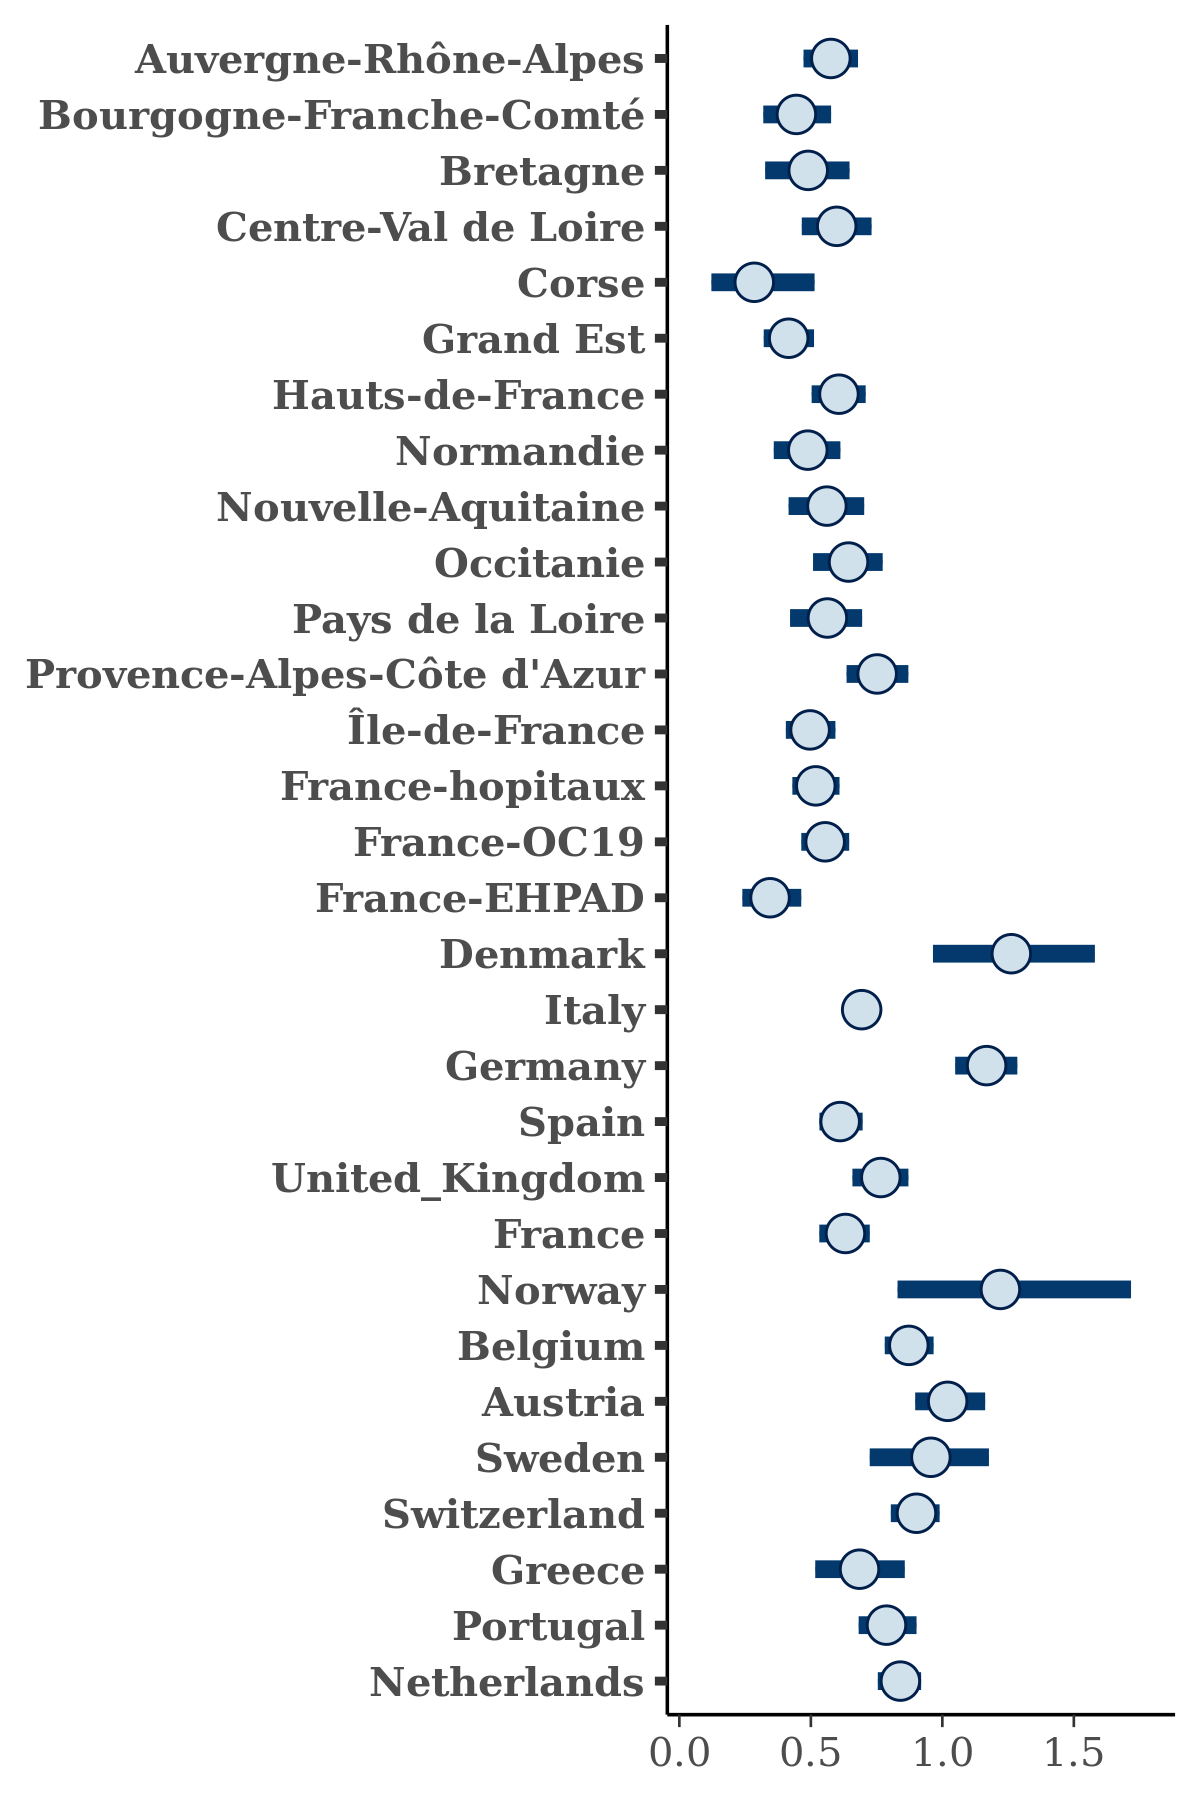 Auvergne-Rhône-Alpes
Bourgogne-Franche-Comté
Bretagne
Centre-Val de Loire
Corse
Grand Est
Hauts-de-France
Normandie
Nouvelle-Aquitaine
Occitanie
Pays de la Loire
Provence-Alpes-Côte d'Azur
Île-de-France
France-hopitaux
France-OC19
France-EHPAD
Denmark
Italy
Germany
Spain
United_Kingdom
France
Norway
Belgium
Austria
Sweden
Switzerland
Greece
Portugal
Netherlands
0.0 0.5 1.0 1.5